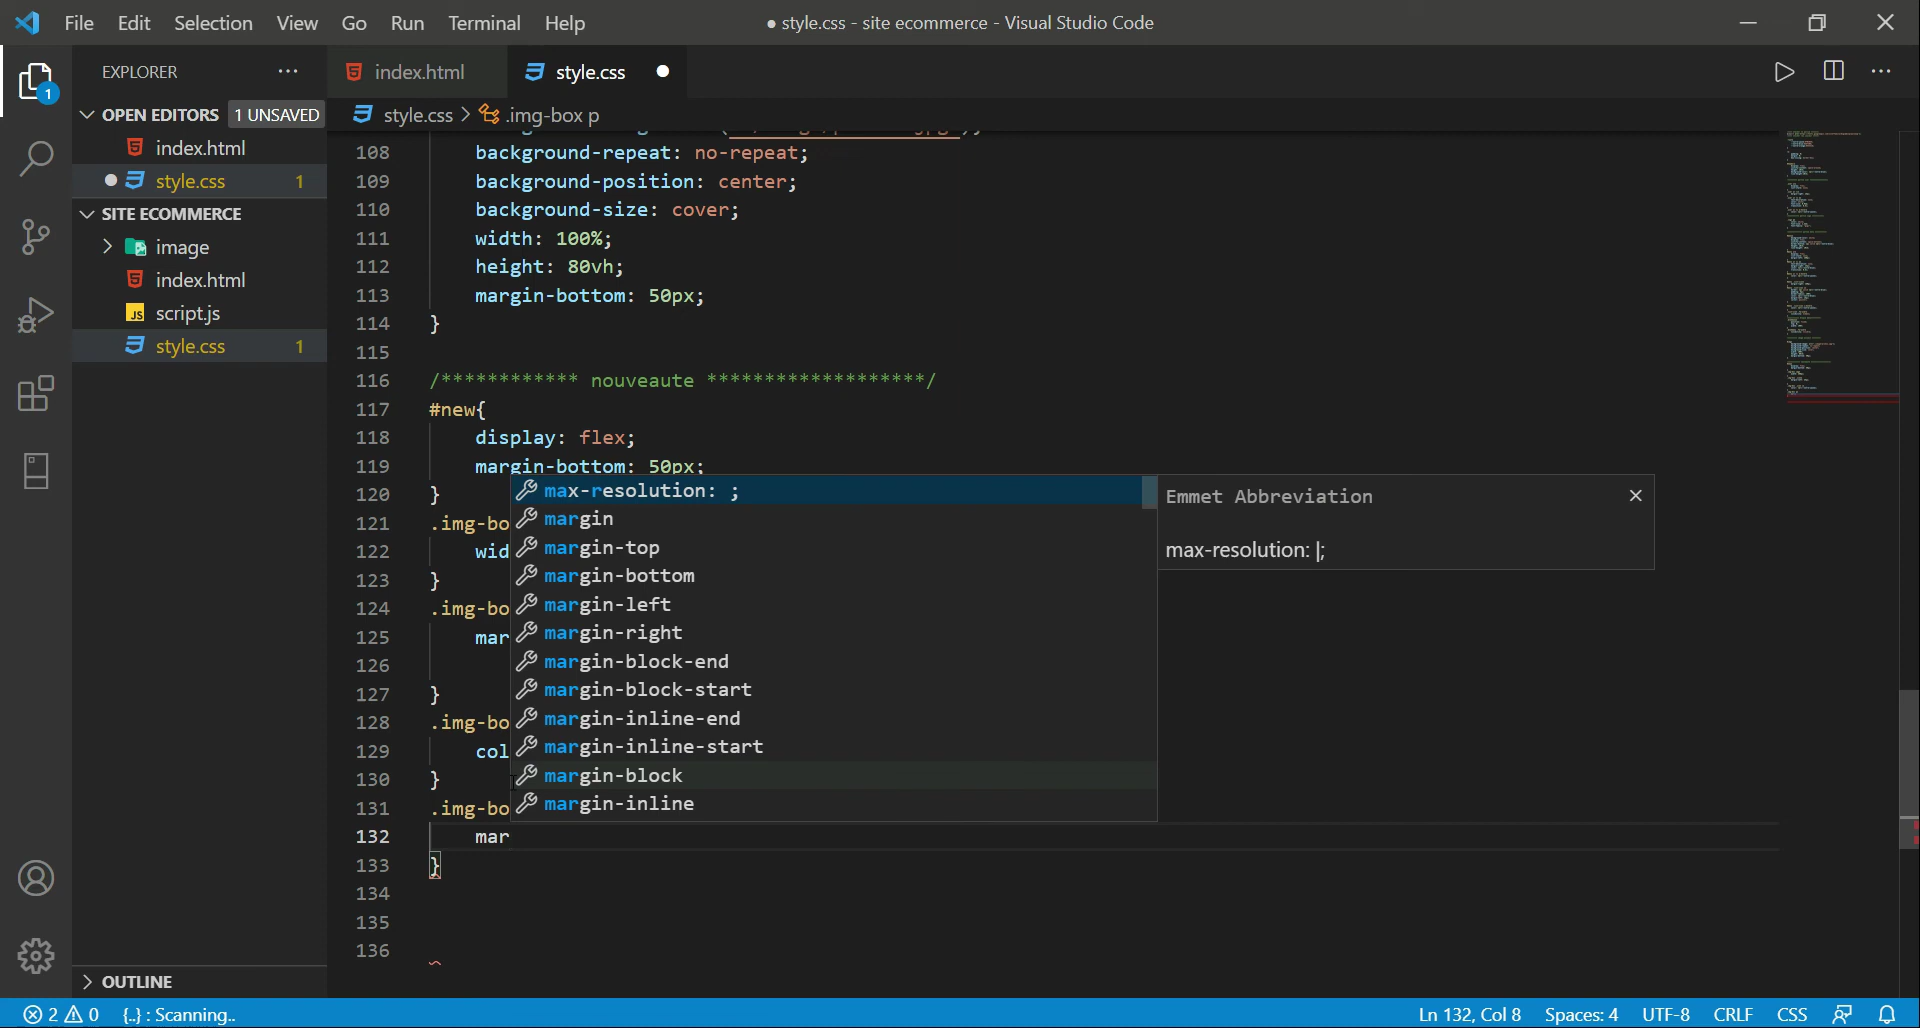 File Edit Selection View Go Run Terminal Help
● style.css - site ecommerce - Visual Studio Code
EXPLORER
index.html
style.css
OPEN EDITORS 1 UNSAVED
index.html
style.css 1
SITE ECOMMERCE
image
index.html
JS script.js
style.css 1
OUTLINE
1
style.css > .img-box p
108 background-repeat: no-repeat;
109 background-position: center;
110 background-size: cover;
111 width: 100%;
112 height: 80vh;
113 margin-bottom: 50px;
114 }
115
116 /************ nouveaute *******************/
117 #new{
118 display: flex;
119 margin-bottom: 50px;
120 }
121 .img-bo
122 wid
123 }
124 .img-bo
125 mar
126
127 }
128 .img-bo
129 col
130 }
131 .img-bo
132 mar
133 }
134
135
136
max-resolution: ;
margin
margin-top
margin-bottom
margin-left
margin-right
margin-block-end
margin-block-start
margin-inline-end
margin-inline-start
margin-block
margin-inline
Emmet Abbreviation
max-resolution: |;
2 0 {..} : Scanning..
Ln 132, Col 8 Spaces: 4 UTF-8 CRLF CSS